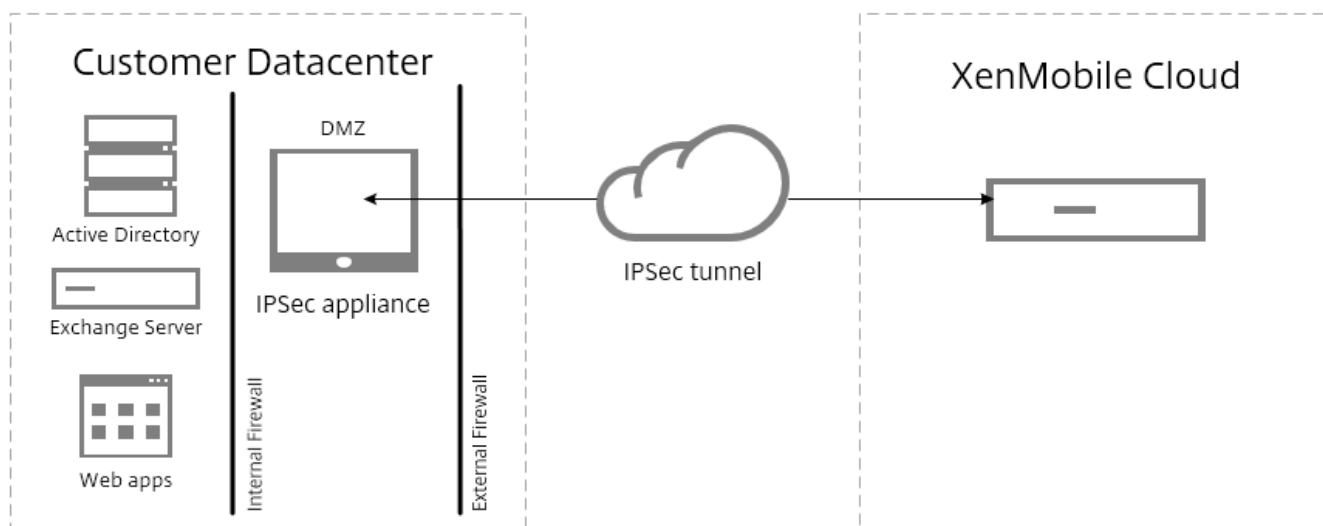 Customer Datacenter
Active Directory
Exchange Server
Web apps
Internal Firewall
DMZ
IPSec appliance
External Firewall
IPSec tunnel
XenMobile Cloud